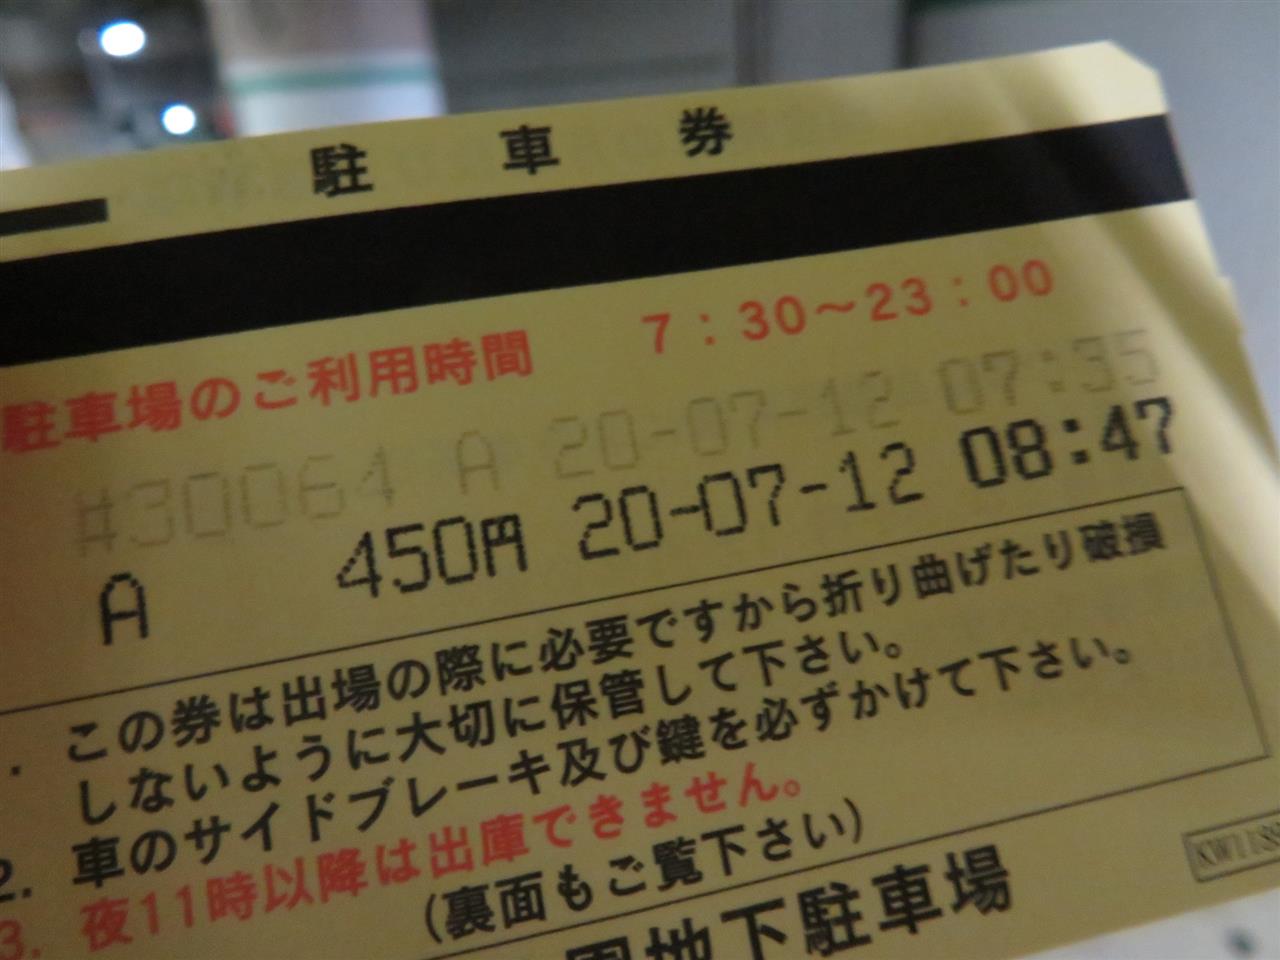 駐車券
駐車場のご利用時間 7:30～23:00
#30064 A 20-07-12 07:35
A 450円 20-07-12 08:47
. この券は出場の際に必要ですから折り曲げたり破損
しないように大切に保管して下さい。
2. 車のサイドブレーキ及び鍵を必ずかけて下さい。
3. 夜11時以降は出庫できません。
(裏面もご覧下さい)
園地下駐車場